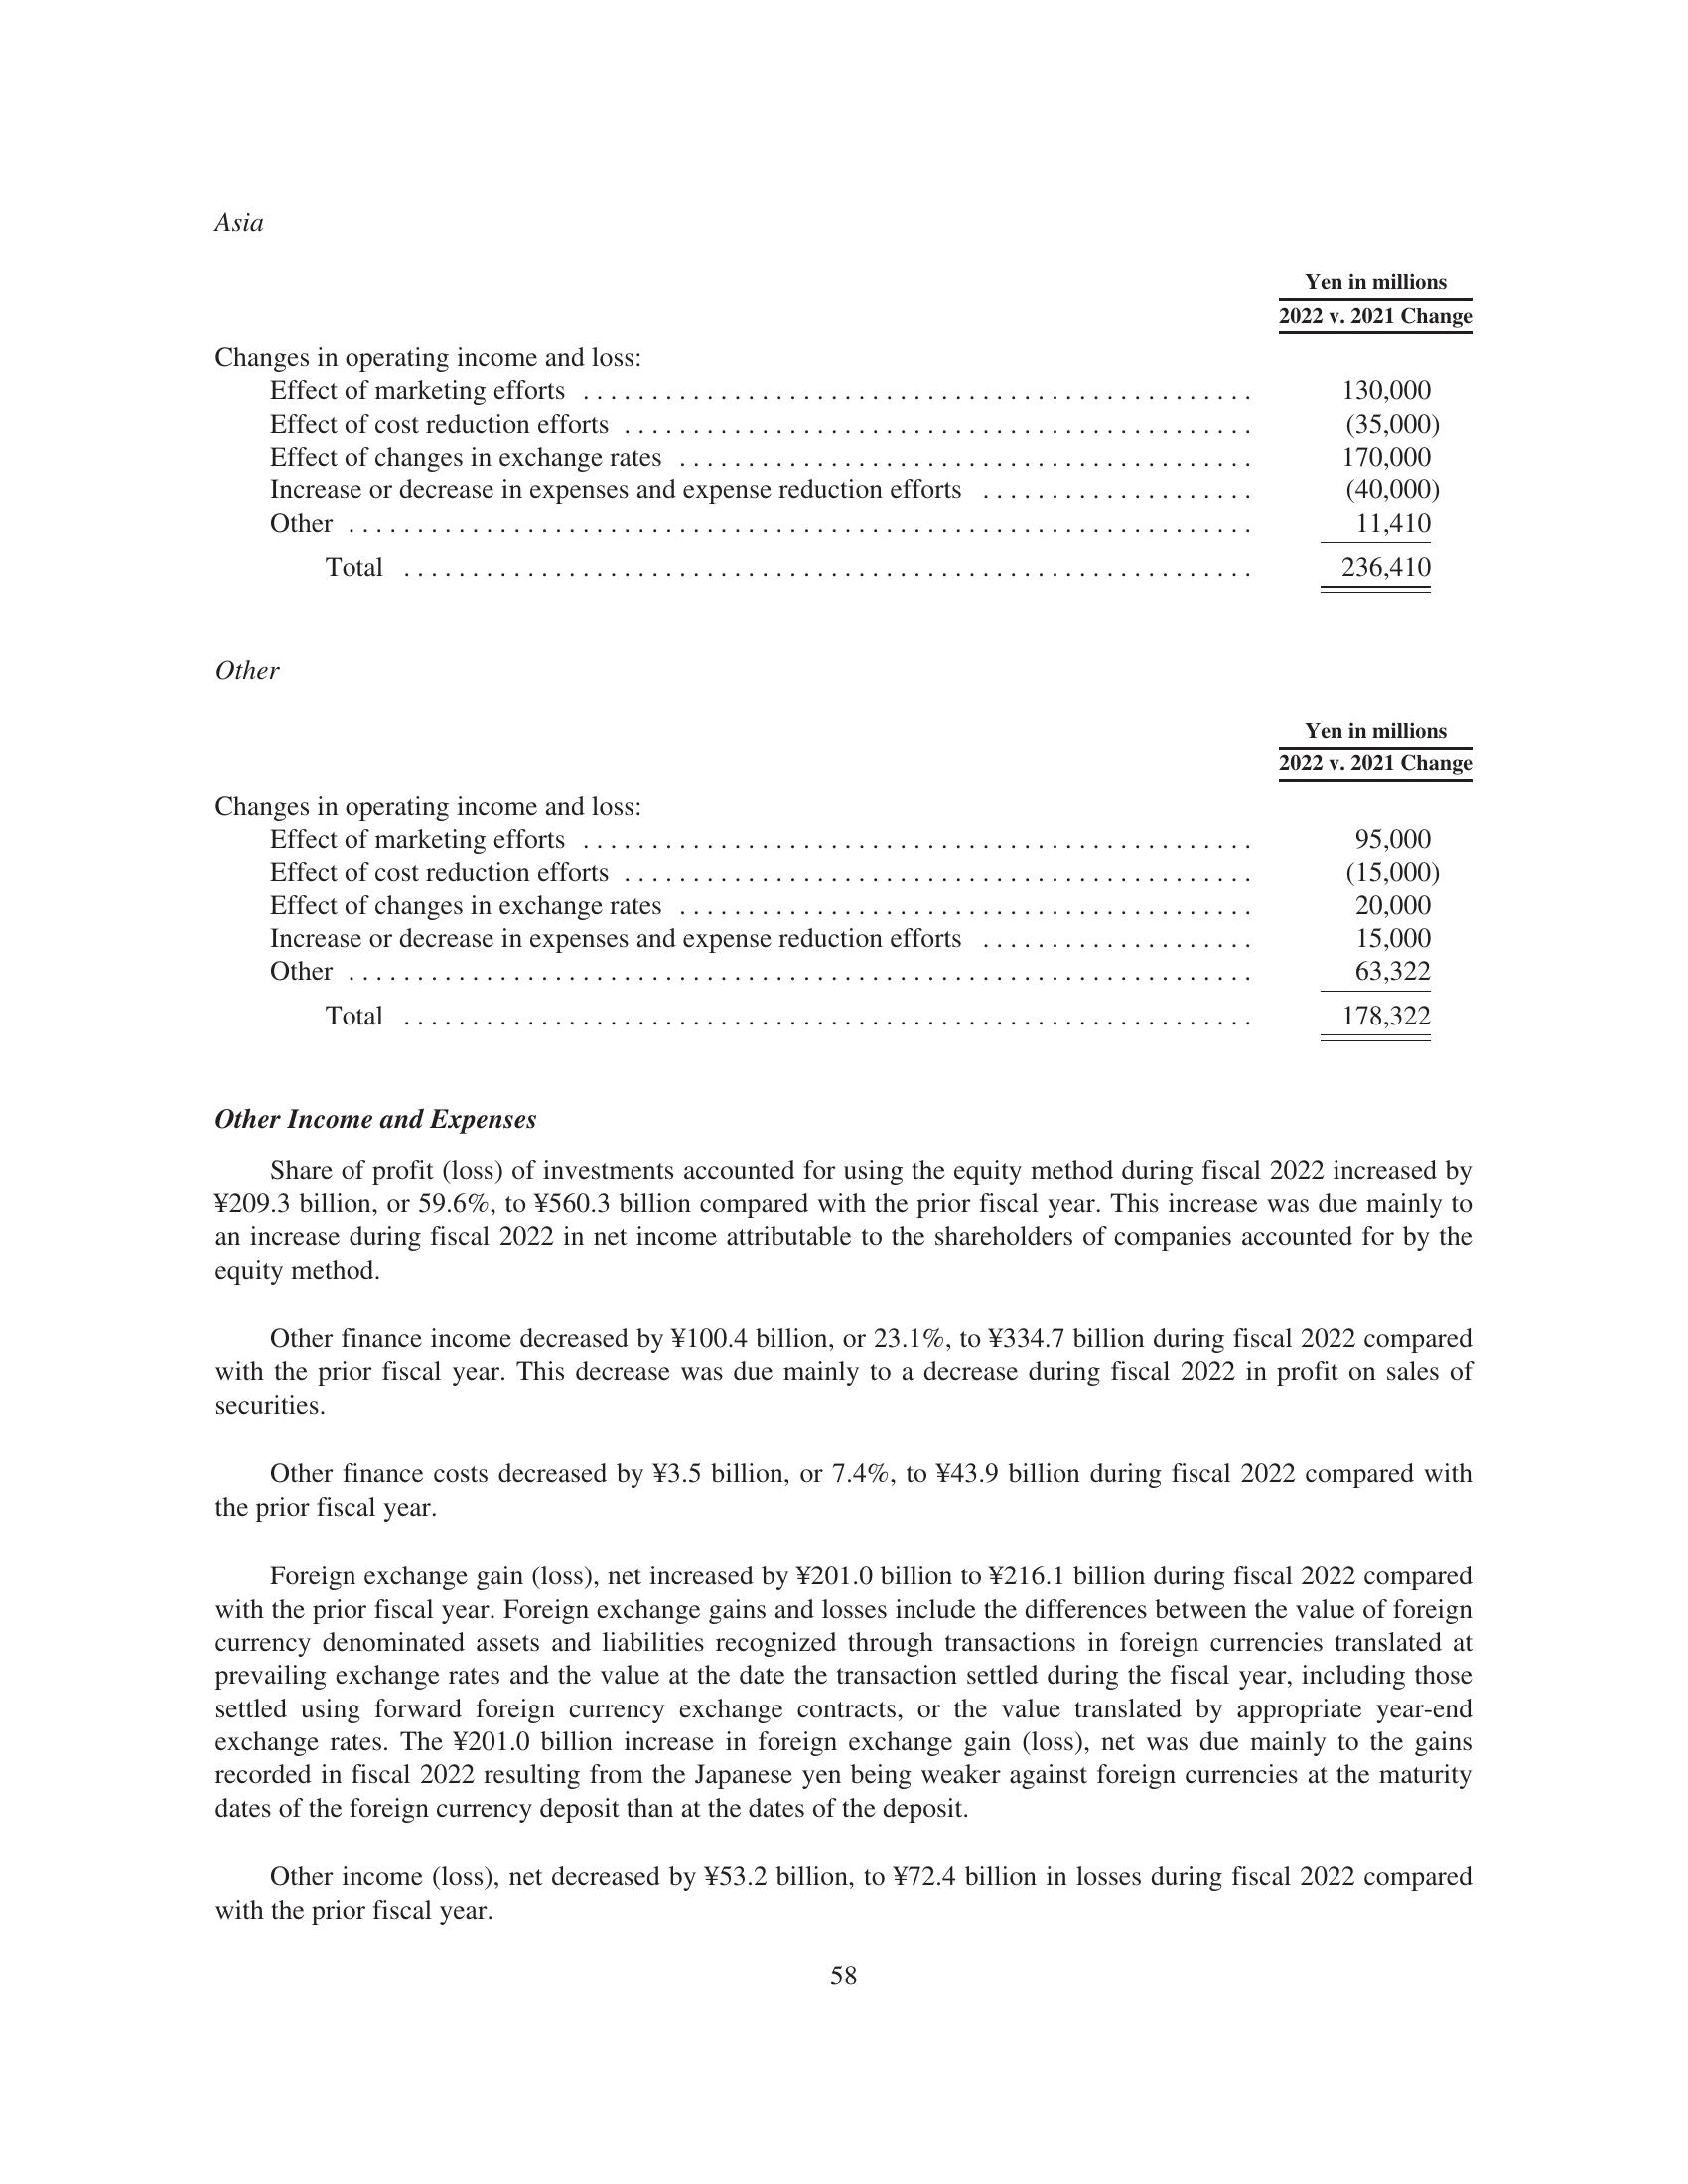 Asia
Yen in millions
2022 v. 2021 Change
Changes in operating income and loss:
Effect of marketing efforts . . . . . . . . . . . . . . . . . . . . . . . . . . . . . . . . . . . . . . . . . . . . . . . . . 130,000
Effect of cost reduction efforts . . . . . . . . . . . . . . . . . . . . . . . . . . . . . . . . . . . . . . . . . . . . . . (35,000)
Effect of changes in exchange rates . . . . . . . . . . . . . . . . . . . . . . . . . . . . . . . . . . . . . . . . . . 170,000
Increase or decrease in expenses and expense reduction efforts . . . . . . . . . . . . . . . . . . . . (40,000)
Other . . . . . . . . . . . . . . . . . . . . . . . . . . . . . . . . . . . . . . . . . . . . . . . . . . . . . . . . . . . . . . . . . . 11,410
Total . . . . . . . . . . . . . . . . . . . . . . . . . . . . . . . . . . . . . . . . . . . . . . . . . . . . . . . . . . . . . . 236,410
Other
Yen in millions
2022 v. 2021 Change
Changes in operating income and loss:
Effect of marketing efforts . . . . . . . . . . . . . . . . . . . . . . . . . . . . . . . . . . . . . . . . . . . . . . . . . 95,000
Effect of cost reduction efforts . . . . . . . . . . . . . . . . . . . . . . . . . . . . . . . . . . . . . . . . . . . . . . (15,000)
Effect of changes in exchange rates . . . . . . . . . . . . . . . . . . . . . . . . . . . . . . . . . . . . . . . . . . 20,000
Increase or decrease in expenses and expense reduction efforts . . . . . . . . . . . . . . . . . . . . 15,000
Other . . . . . . . . . . . . . . . . . . . . . . . . . . . . . . . . . . . . . . . . . . . . . . . . . . . . . . . . . . . . . . . . . . 63,322
Total . . . . . . . . . . . . . . . . . . . . . . . . . . . . . . . . . . . . . . . . . . . . . . . . . . . . . . . . . . . . . . 178,322
Other Income and Expenses
Share of profit (loss) of investments accounted for using the equity method during fiscal 2022 increased by
¥209.3 billion, or 59.6%, to ¥560.3 billion compared with the prior fiscal year. This increase was due mainly to
an increase during fiscal 2022 in net income attributable to the shareholders of companies accounted for by the
equity method.
Other finance income decreased by ¥100.4 billion, or 23.1%, to ¥334.7 billion during fiscal 2022 compared
with the prior fiscal year. This decrease was due mainly to a decrease during fiscal 2022 in profit on sales of
securities.
Other finance costs decreased by ¥3.5 billion, or 7.4%, to ¥43.9 billion during fiscal 2022 compared with
the prior fiscal year.
Foreign exchange gain (loss), net increased by ¥201.0 billion to ¥216.1 billion during fiscal 2022 compared
with the prior fiscal year. Foreign exchange gains and losses include the differences between the value of foreign
currency denominated assets and liabilities recognized through transactions in foreign currencies translated at
prevailing exchange rates and the value at the date the transaction settled during the fiscal year, including those
settled using forward foreign currency exchange contracts, or the value translated by appropriate year-end
exchange rates. The ¥201.0 billion increase in foreign exchange gain (loss), net was due mainly to the gains
recorded in fiscal 2022 resulting from the Japanese yen being weaker against foreign currencies at the maturity
dates of the foreign currency deposit than at the dates of the deposit.
Other income (loss), net decreased by ¥53.2 billion, to ¥72.4 billion in losses during fiscal 2022 compared
with the prior fiscal year.
58